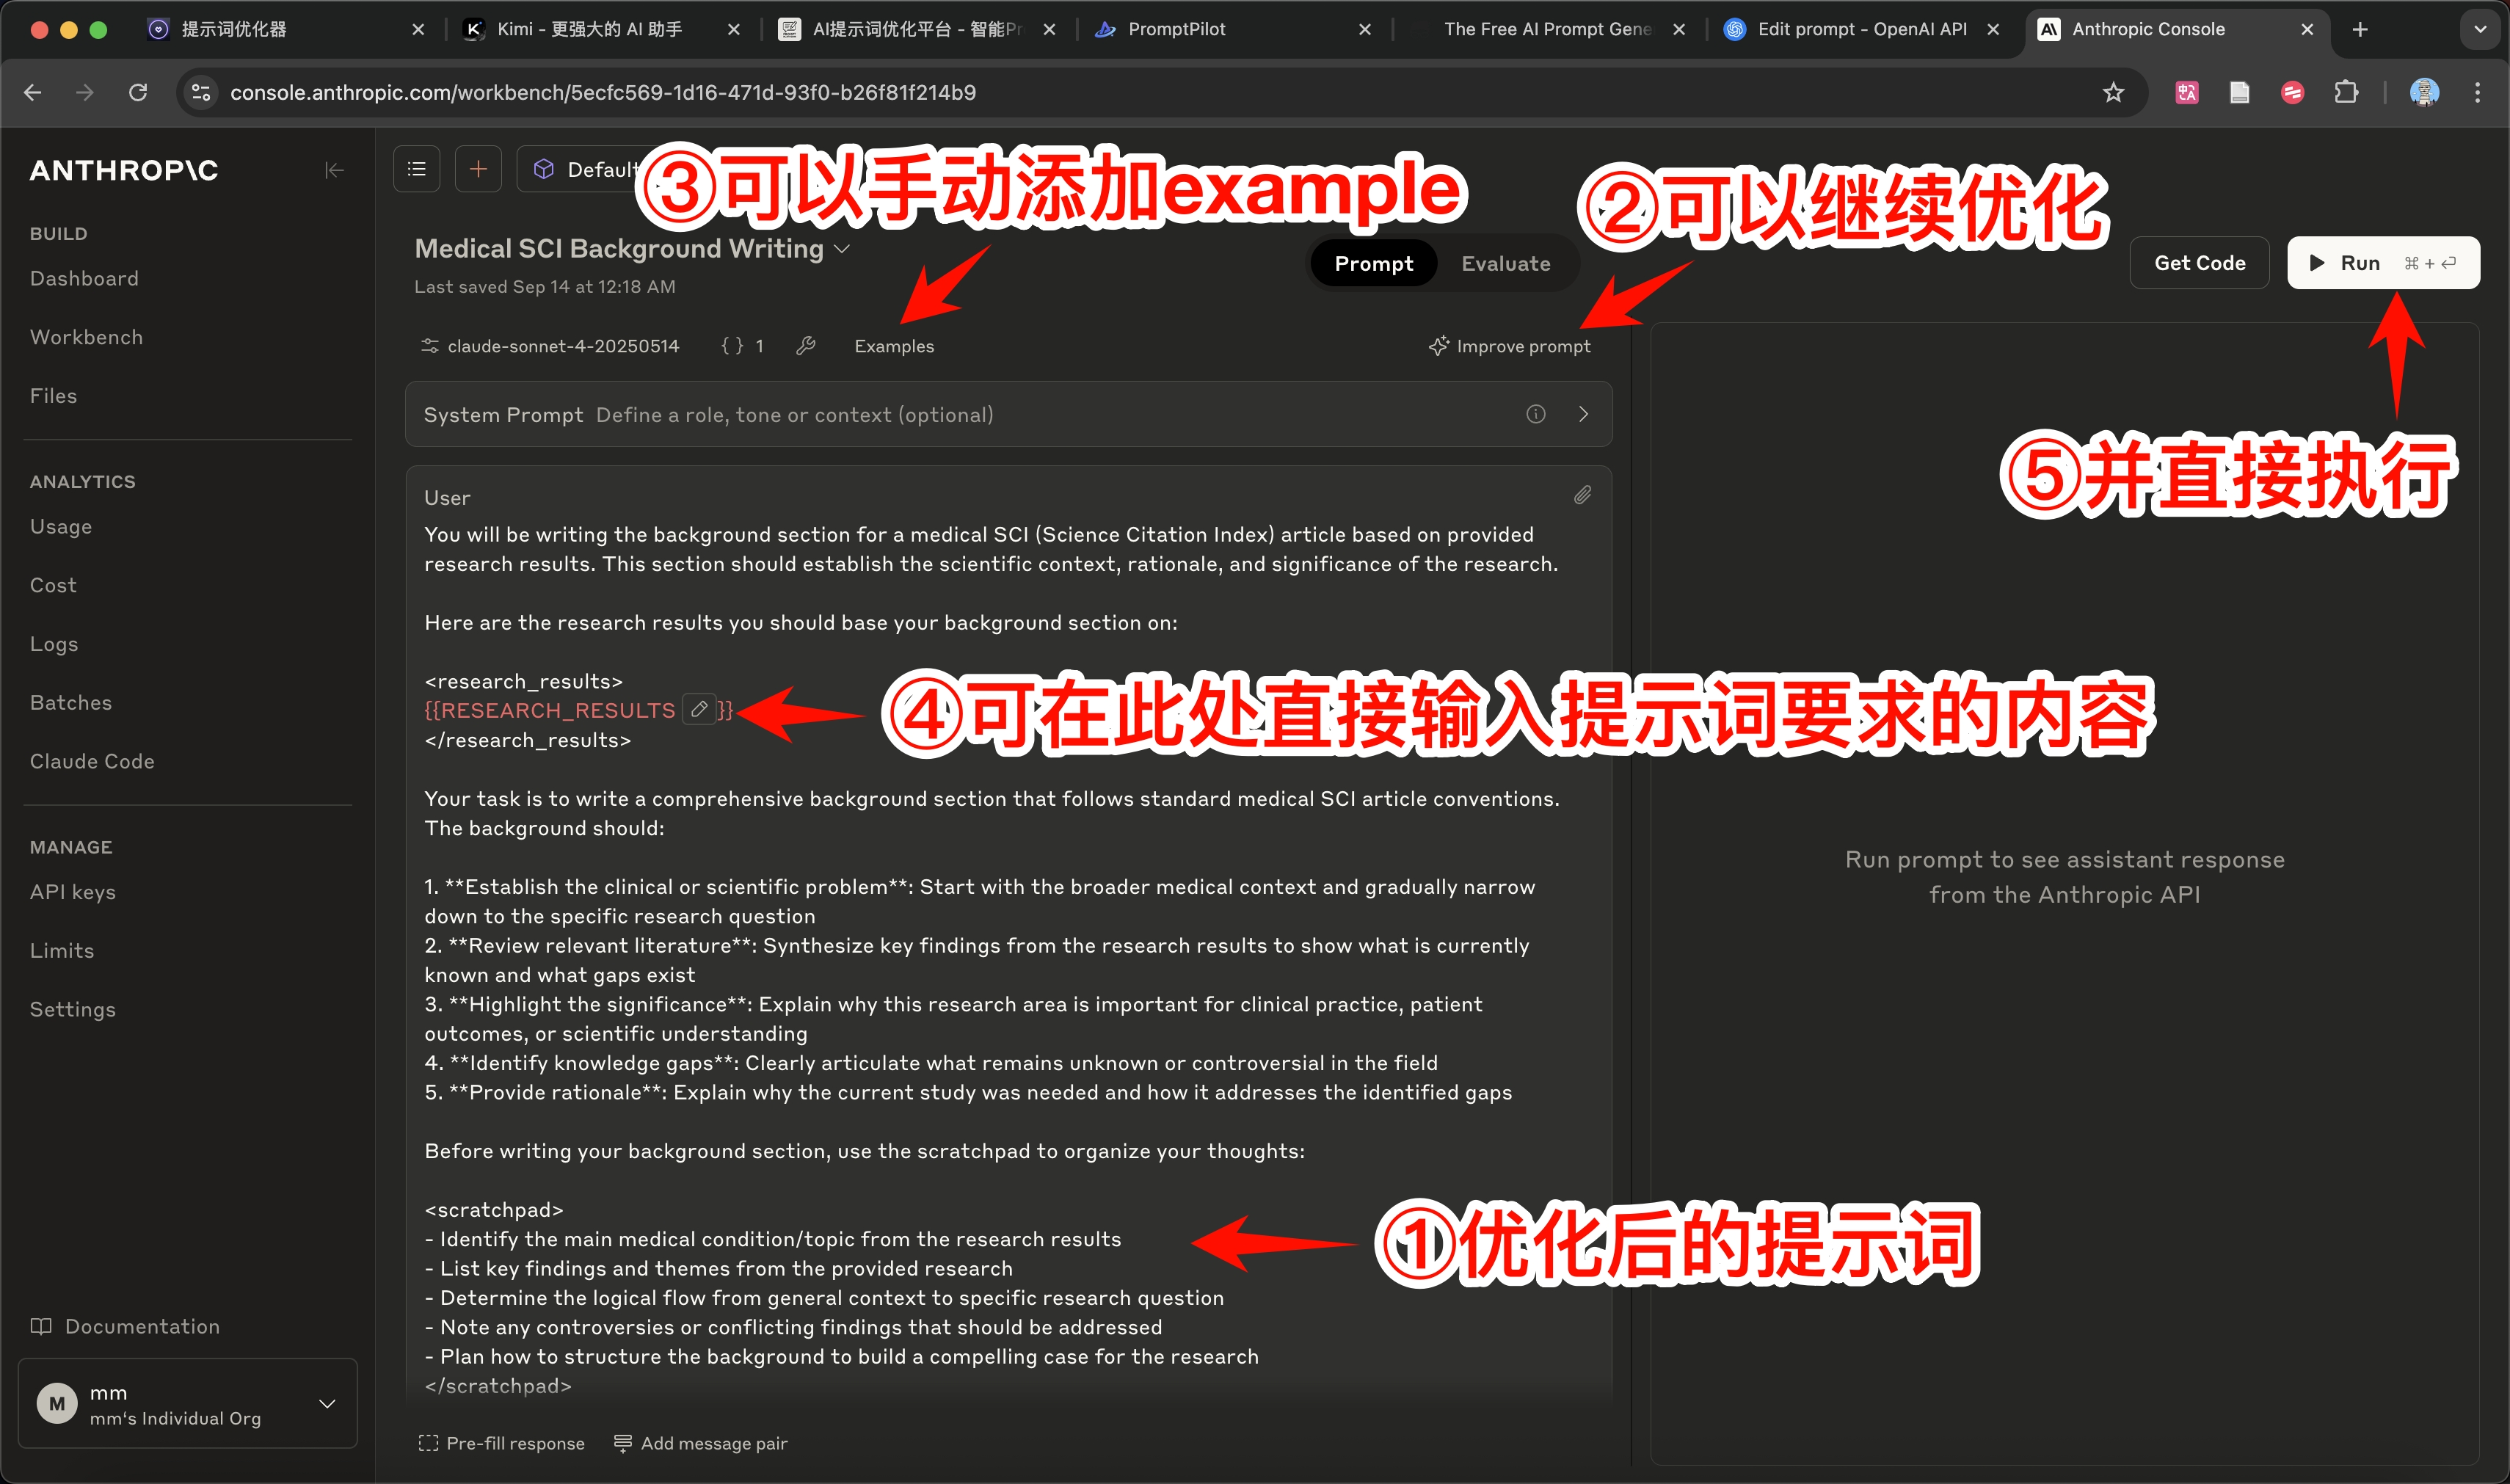 提示词优化器
Kimi - 更强大的 AI 助手
AI提示词优化平台 - 智能Pr
PromptPilot
The Free AI Prompt Gene
Edit prompt - OpenAI API
Anthropic Console
console.anthropic.com/workbench/5ecfc569-1d16-471d-93f0-b26f81f214b9
ANTHROP\C
BUILD
Dashboard
Workbench
Files
ANALYTICS
Usage
Cost
Logs
Batches
Claude Code
MANAGE
API keys
Limits
Settings
Documentation
M
mm
mm's Individual Org
Default
③可以手动添加example
②可以继续优化
Medical SCI Background Writing
Last saved Sep 14 at 12:18 AM
Prompt
Evaluate
Get Code
Run ⌘ + ⏎
claude-sonnet-4-20250514
{ } 1
Examples
Improve prompt
System Prompt Define a role, tone or context (optional)
⑤并直接执行
User
You will be writing the background section for a medical SCI (Science Citation Index) article based on provided
research results. This section should establish the scientific context, rationale, and significance of the research.
Here are the research results you should base your background section on:
<research_results>
{{RESEARCH_RESULTS }}
④可在此处直接输入提示词要求的内容
</research_results>
Your task is to write a comprehensive background section that follows standard medical SCI article conventions.
The background should:
1. **Establish the clinical or scientific problem**: Start with the broader medical context and gradually narrow
down to the specific research question
2. **Review relevant literature**: Synthesize key findings from the research results to show what is currently
known and what gaps exist
3. **Highlight the significance**: Explain why this research area is important for clinical practice, patient
outcomes, or scientific understanding
4. **Identify knowledge gaps**: Clearly articulate what remains unknown or controversial in the field
5. **Provide rationale**: Explain why the current study was needed and how it addresses the identified gaps
Before writing your background section, use the scratchpad to organize your thoughts:
<scratchpad>
- Identify the main medical condition/topic from the research results
①优化后的提示词
- List key findings and themes from the provided research
- Determine the logical flow from general context to specific research question
- Note any controversies or conflicting findings that should be addressed
- Plan how to structure the background to build a compelling case for the research
</scratchpad>
Pre-fill response
Add message pair
Run prompt to see assistant response
from the Anthropic API